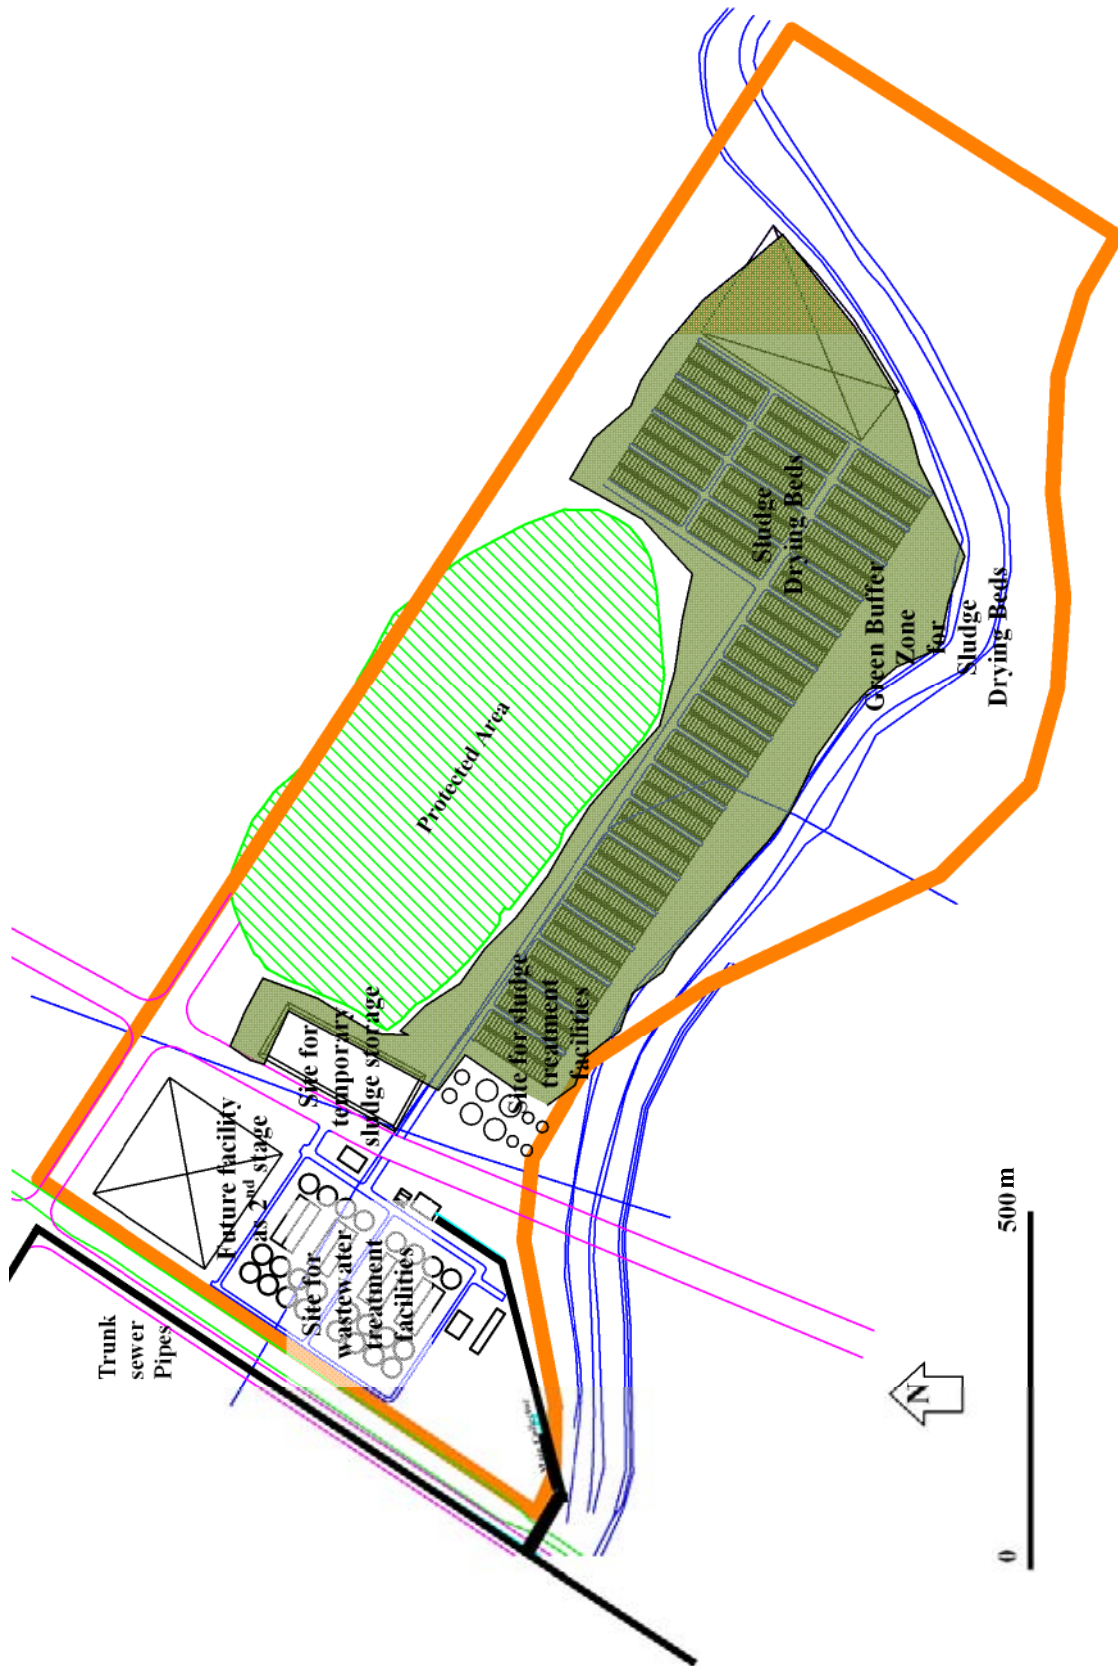 Trunk
sewer
Pipes
Future facility
as 2nd stage
Site for
wastewater
treatment
facilities
Site for
temporary
sludge storage
Protected Area
Site for sludge
treatment
facilities
Sludge
Drying Beds
Green Buffer
Zone
for
Sludge
Drying Beds
N
0
500 m